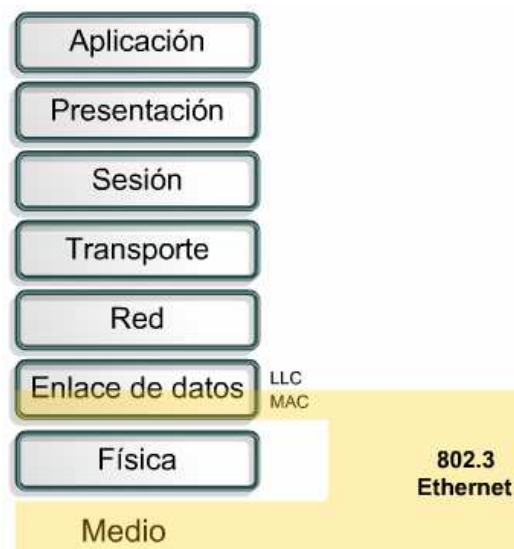 Aplicación
Presentación
Sesión
Transporte
Red
Enlace de datos
LLC
MAC
Física
802.3
Ethernet
Medio